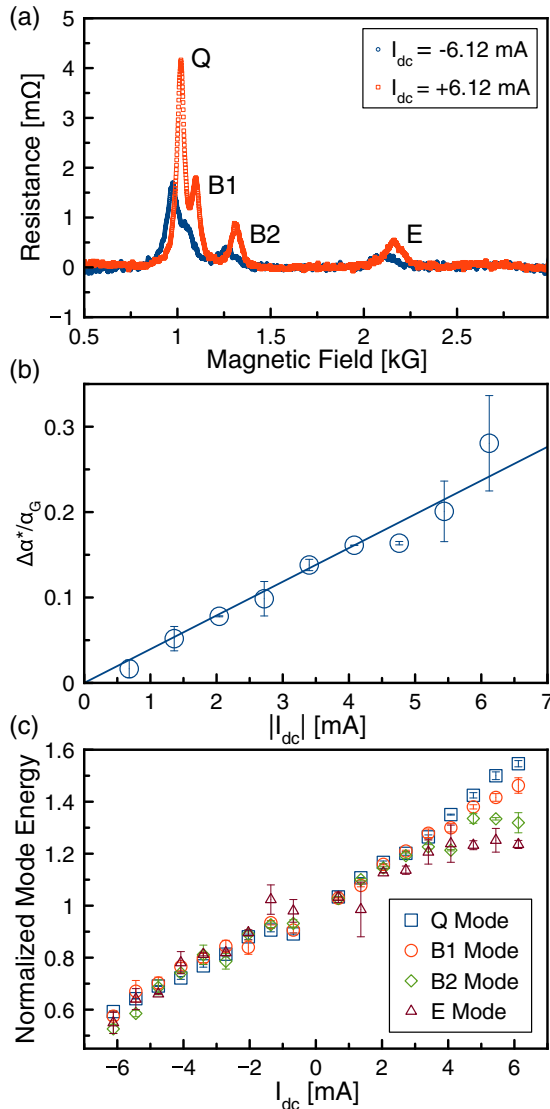 (a)
Q
I_dc = -6.12 mA
I_dc = +6.12 mA
B1
B2
E
5
4
3
2
1
0
−1
Resistance [mΩ]
0.5 1 1.5 2 2.5
Magnetic Field [kG]
(b)
0.3
0.2
0.1
0
Δα*/α_G
0 1 2 3 4 5 6 7
|I_dc| [mA]
(c)
1.6
1.4
1.2
1
0.8
0.6
Normalized Mode Energy
Q Mode
B1 Mode
B2 Mode
E Mode
−6 −4 −2 0 2 4 6
I_dc [mA]